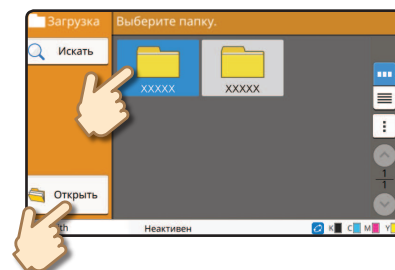 Загрузка
Выберите папку.
Искать
XXXXX
XXXXX
1
1
Открыть
Неактивен
K C M Y